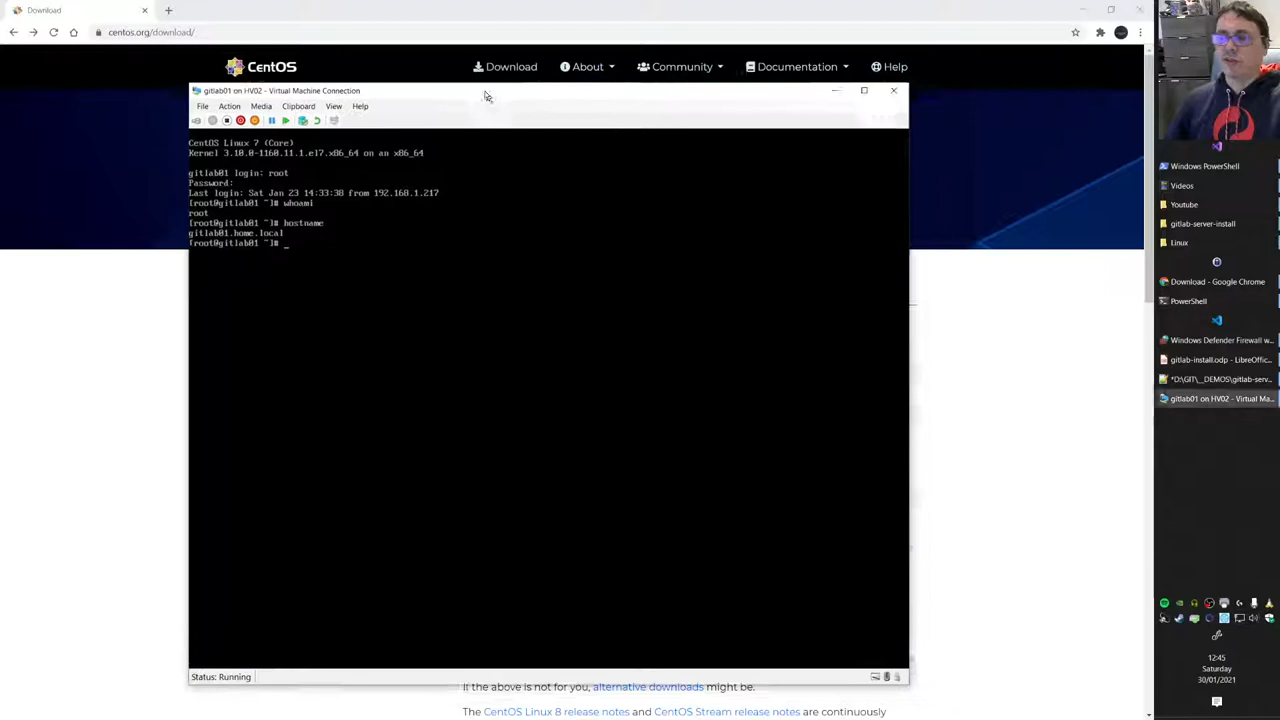 Download
centos.org/download/
CentOS
Download
About
Community
Documentation
Help
gitlab01 on HV02 - Virtual Machine Connection
File Action Media Clipboard View Help
CentOS Linux 7 (Core)
Kernel 3.10.0-1160.11.1.el7.x86_64 on an x86_64
gitlab01 login: root
Password:
Last login: Sat Jan 23 14:33:38 from 192.168.1.217
[root@gitlab01 ~]# whoami
root
[root@gitlab01 ~]# hostname
gitlab01.home.local
[root@gitlab01 ~]# _
Status: Running
If the above is not for you, alternative downloads might be.
The CentOS Linux 8 release notes and CentOS Stream release notes are continuously
Windows PowerShell
Videos
Youtube
gitlab-server-install
Linux
Download - Google Chrome
PowerShell
Windows Defender Firewall w...
gitlab-install.odp - LibreOffic...
*D:\GIT\__DEMOS\gitlab-serv...
gitlab01 on HV02 - Virtual Ma...
12:45
Saturday
30/01/2021